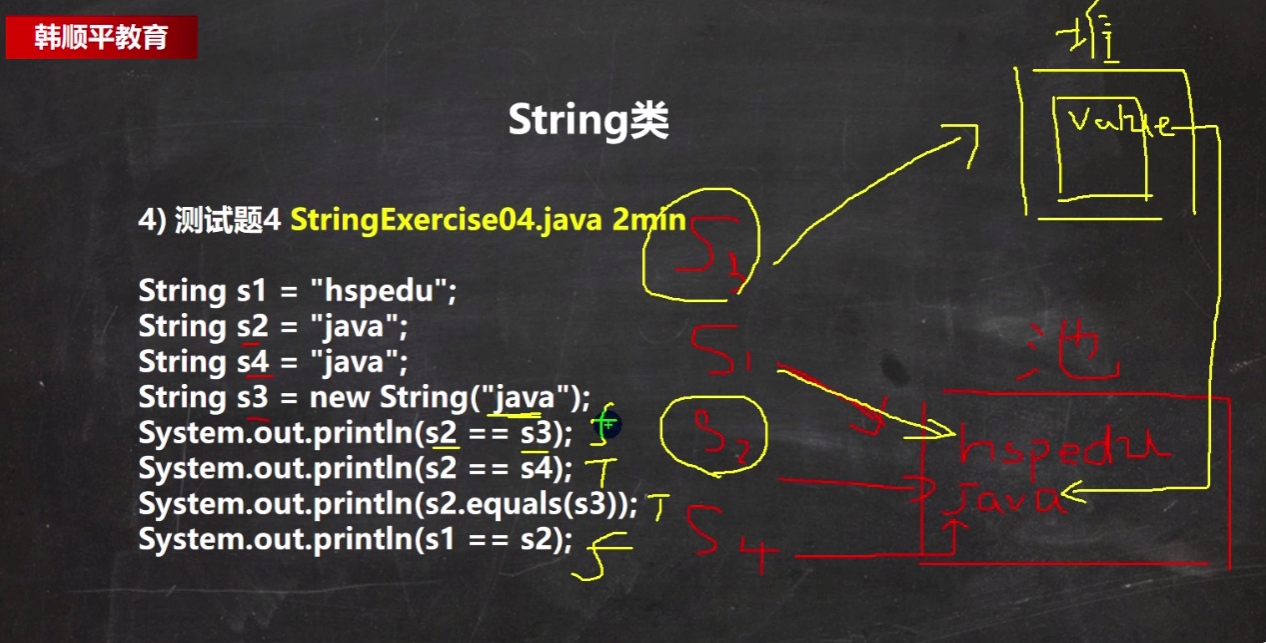 韩顺平教育
堆
value
String类
4) 测试题4 StringExercise04.java 2min
S3
String s1 = "hspedu";
String s2 = "java";
S1
池
String s4 = "java";
String s3 = new String("java");
System.out.println(s2 == s3); f
S2
hspedu
System.out.println(s2 == s4); T
System.out.println(s2.equals(s3)); T
java
System.out.println(s1 == s2); f
S4